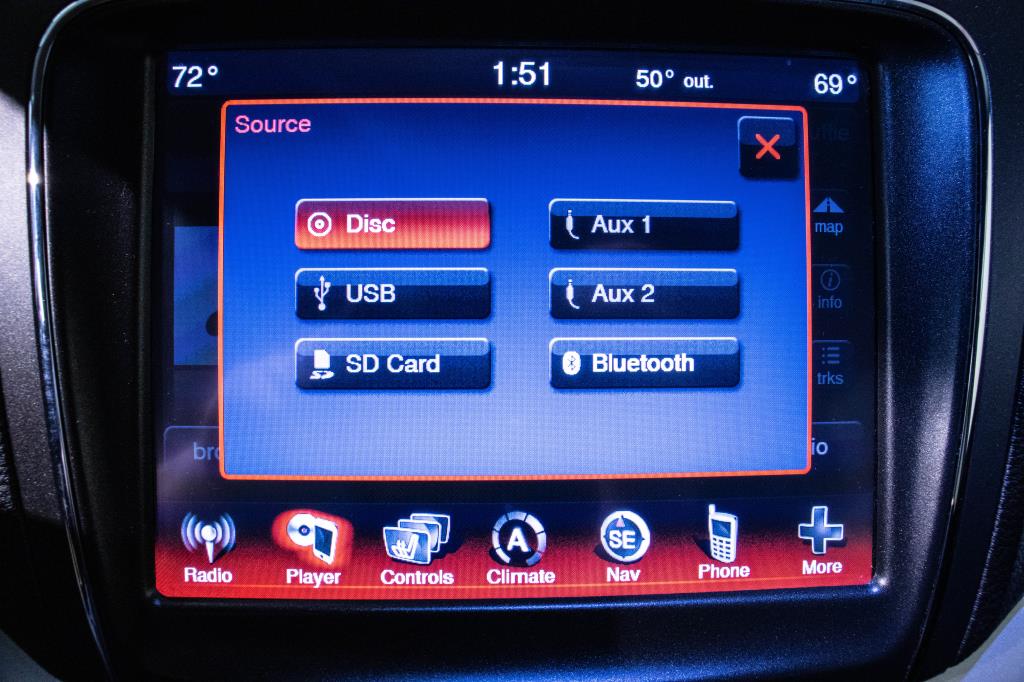 72° 1:51 50° out. 69°
Source
Disc Aux 1
map
USB Aux 2
info
SD Card Bluetooth
trks
A SE
Radio Player Controls Climate Nav Phone More